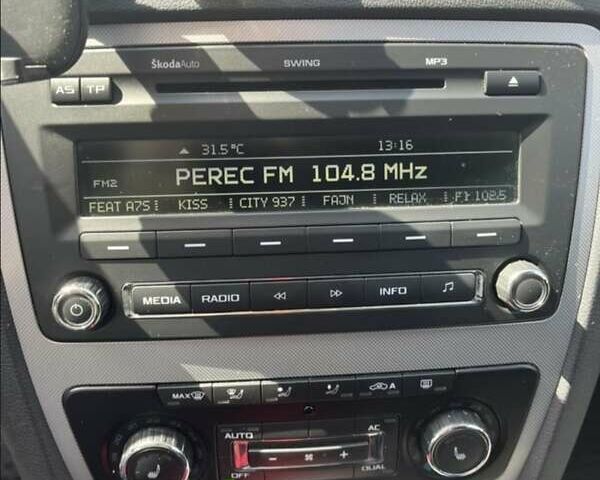 ŠkodaAuto SWING MP3
AS TP
31.5°C 13:16
FM2 PEREC FM 104.8 MHz
FEAT A7S KISS CITY 937 FAJN RELAX F1 102.5
MEDIA RADIO INFO
MAX A
AUTO AC
- +
OFF DUAL